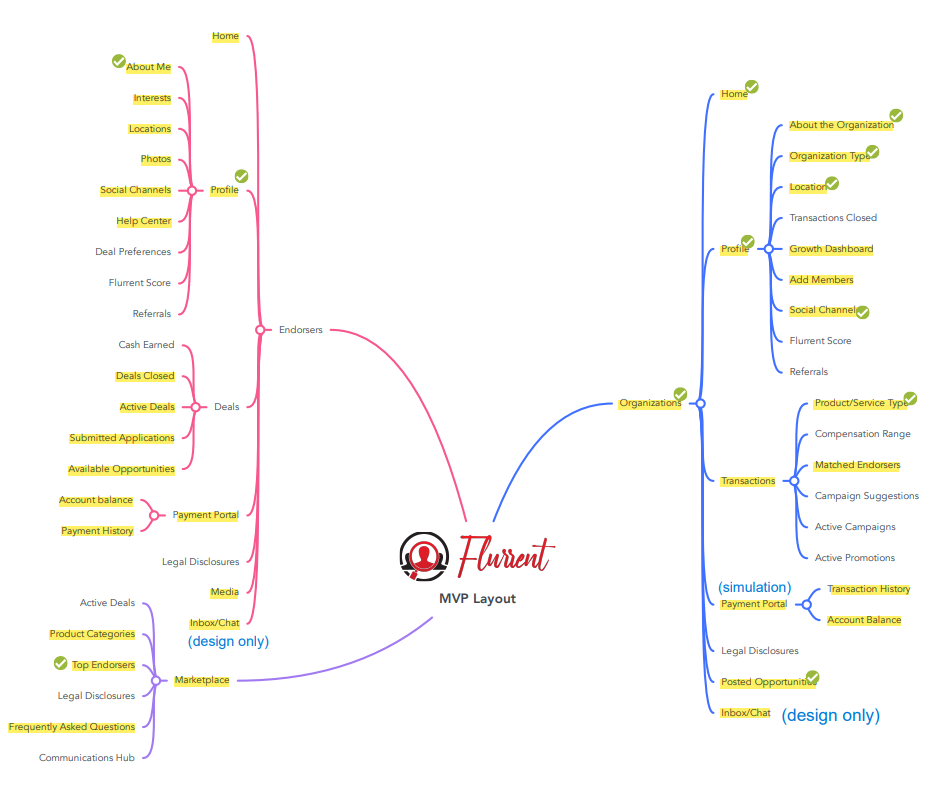 Home
About Me
Interests
Locations
Photos
Social Channels
Profile
Help Center
Deal Preferences
Flurrent Score
Referrals
Endorsers
Cash Earned
Deals Closed
Active Deals
Deals
Submitted Applications
Available Opportunities
Account balance
Payment Portal
Payment History
Legal Disclosures
Media
Inbox/Chat
(design only)
Active Deals
Product Categories
Top Endorsers
Marketplace
Legal Disclosures
Frequently Asked Questions
Communications Hub
Flurrent
MVP Layout
Organizations
Home
About the Organization
Organization Type
Location
Transactions Closed
Profile
Growth Dashboard
Add Members
Social Channels
Flurrent Score
Referrals
Product/Service Type
Compensation Range
Matched Endorsers
Transactions
Campaign Suggestions
Active Campaigns
Active Promotions
(simulation)
Payment Portal
Transaction History
Account Balance
Legal Disclosures
Posted Opportunities
Inbox/Chat
(design only)